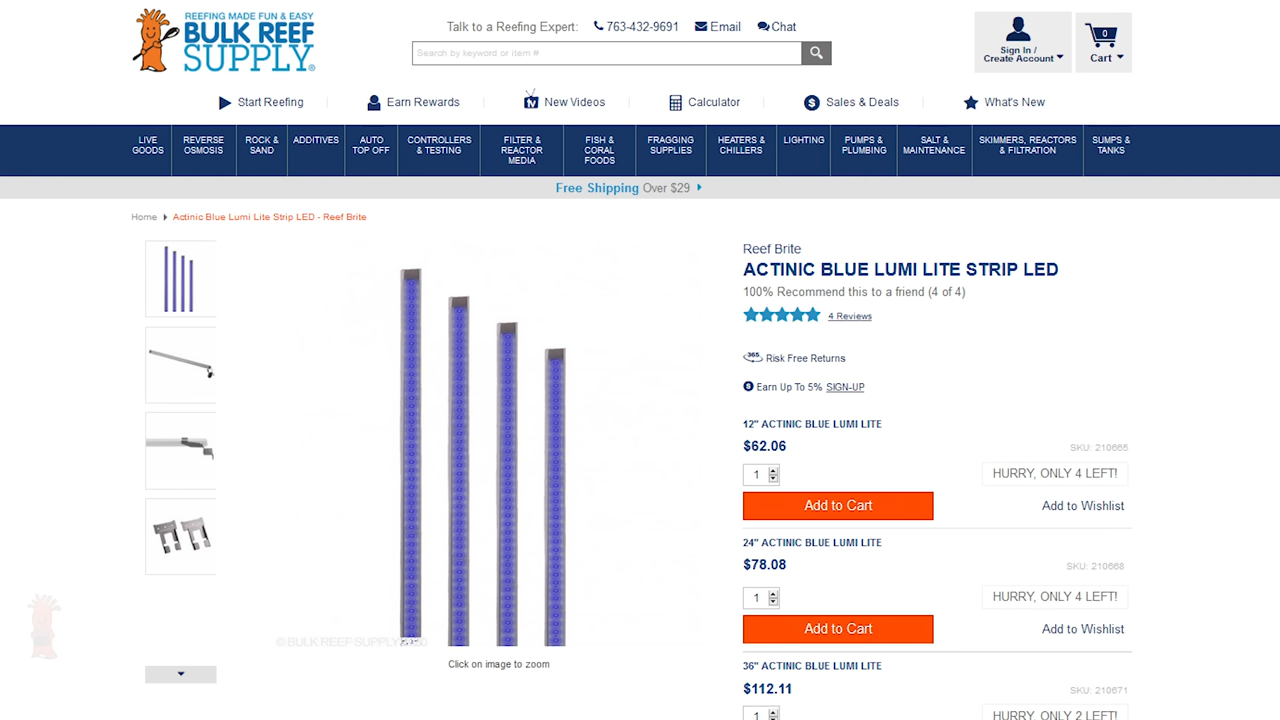 REEFING MADE FUN & EASY
BULK REEF
SUPPLY
Talk to a Reefing Expert: 763-432-9691 Email Chat
Search by keyword or item #
Sign In /
Create Account
0
Cart
Start Reefing
Earn Rewards
tv New Videos
Calculator
$ Sales & Deals
What's New
LIVE
GOODS
REVERSE
OSMOSIS
ROCK &
SAND
ADDITIVES
AUTO
TOP OFF
CONTROLLERS
& TESTING
FILTER &
REACTOR
MEDIA
FISH &
CORAL
FOODS
FRAGGING
SUPPLIES
HEATERS &
CHILLERS
LIGHTING
PUMPS &
PLUMBING
SALT &
MAINTENANCE
SKIMMERS, REACTORS
& FILTRATION
SUMPS &
TANKS
Free Shipping Over $29
Home Actinic Blue Lumi Lite Strip LED - Reef Brite
© BULK REEF SUPPLY
Click on image to zoom
Reef Brite
ACTINIC BLUE LUMI LITE STRIP LED
100% Recommend this to a friend (4 of 4)
4 Reviews
365 Risk Free Returns
$ Earn Up To 5% SIGN-UP
12" ACTINIC BLUE LUMI LITE
$62.06
SKU: 210665
1
HURRY, ONLY 4 LEFT!
Add to Cart
Add to Wishlist
24" ACTINIC BLUE LUMI LITE
$78.08
SKU: 210668
1
HURRY, ONLY 4 LEFT!
Add to Cart
Add to Wishlist
36" ACTINIC BLUE LUMI LITE
$112.11
SKU: 210671
1
HURRY, ONLY 2 LEFT!